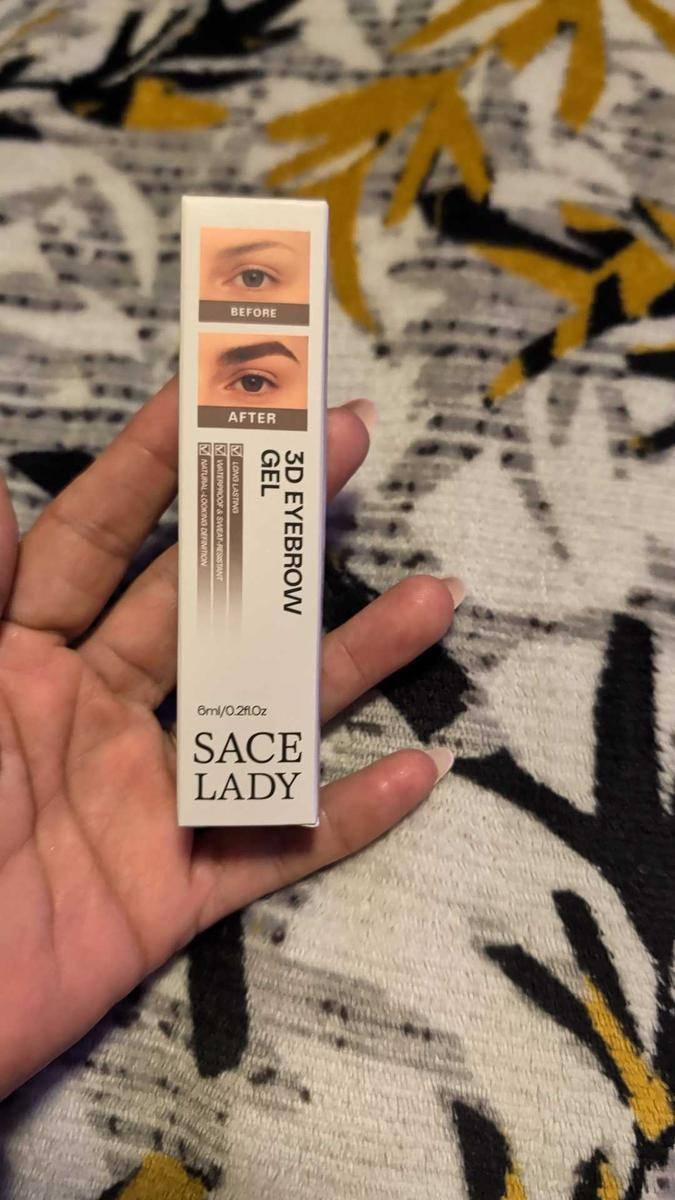 BEFORE
AFTER
3D EYEBROW
GEL
LONG LASTING
WATERPROOF & SWEAT-RESISTANT
NATURAL-LOOKING DEFINITION
6ml/0.2fl.Oz
SACE
LADY